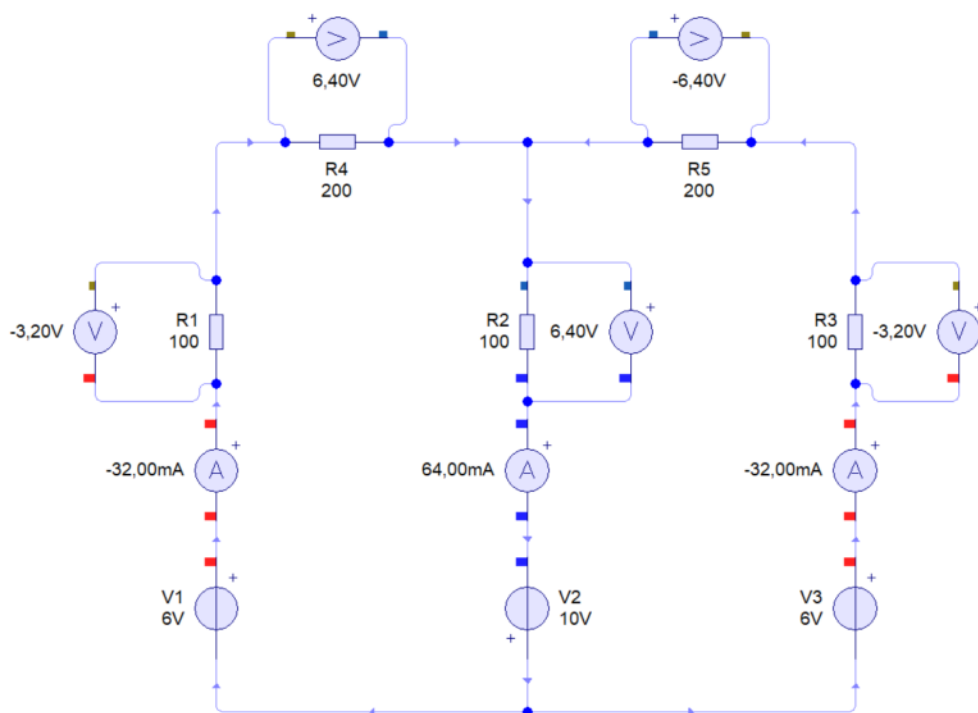 +
6,40V
+
-6,40V
R4
200
R5
200
+
-3,20V
V
R1
100
R2
100
6,40V
V
+
R3
100
-3,20V
V
+
+
-32,00mA
A
+
64,00mA
A
+
-32,00mA
A
+
V1
6V
V2
10V
+
V3
6V
+
V
V